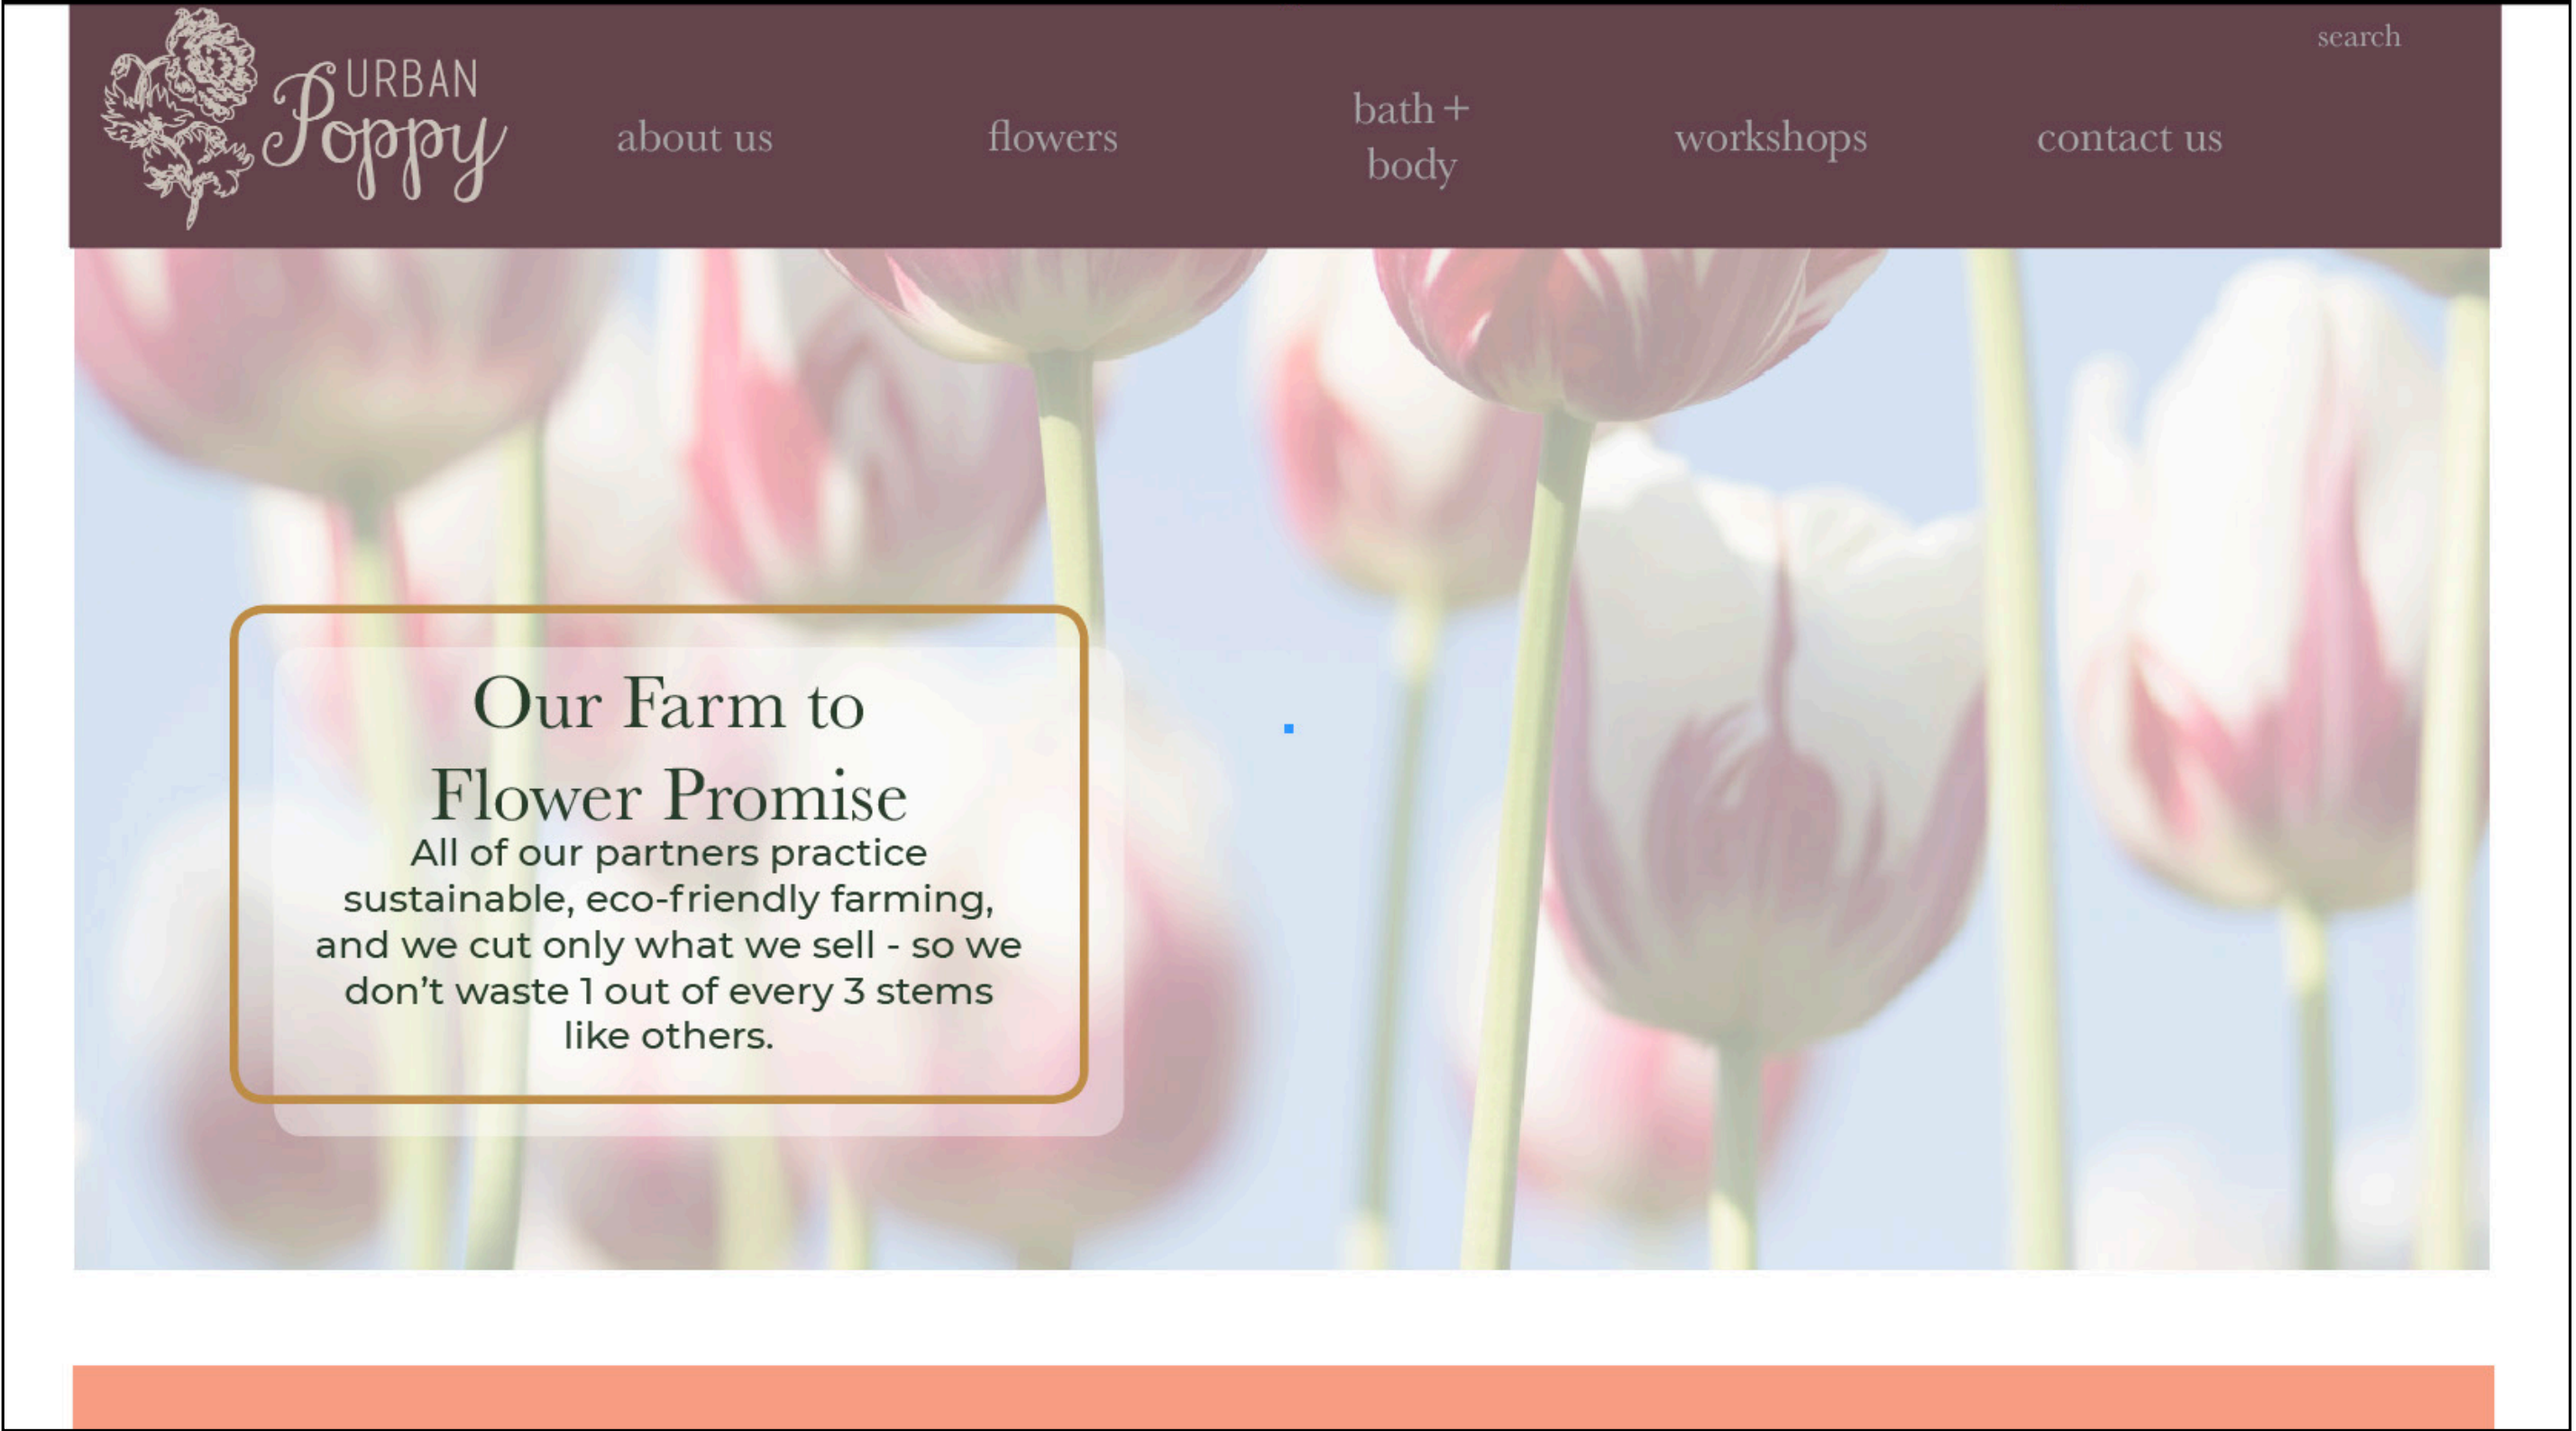 search
URBAN
Poppy
about us
flowers
bath +
body
workshops
contact us
Our Farm to
Flower Promise
All of our partners practice
sustainable, eco-friendly farming,
and we cut only what we sell - so we
don’t waste 1 out of every 3 stems
like others.